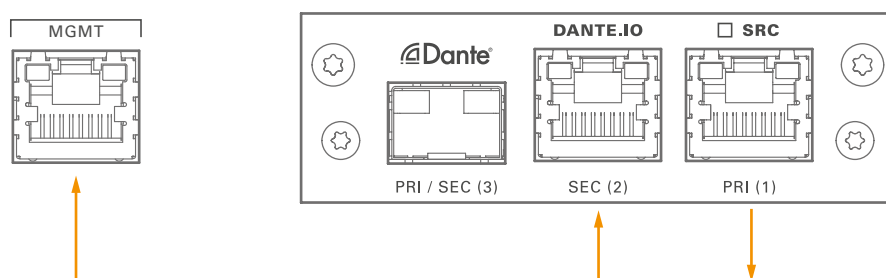 MGMT
Dante®
DANTE.IO
SRC
PRI / SEC (3)
SEC (2)
PRI (1)